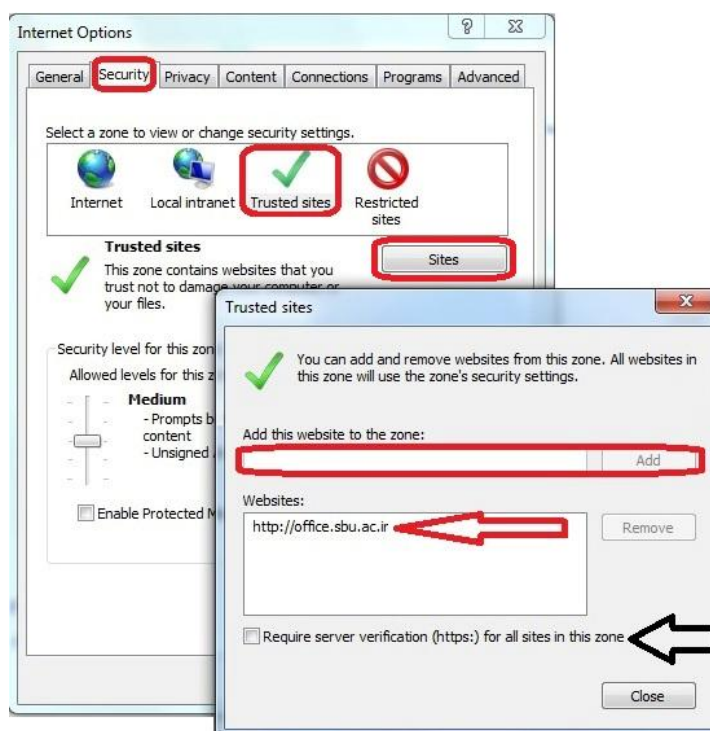 Internet Options
General Security Privacy Content Connections Programs Advanced
Select a zone to view or change security settings.
Internet Local intranet Trusted sites Restricted
sites
Trusted sites
This zone contains websites that you
trust not to damage your computer or
your files.
Sites
Security level for this zon
Allowed levels for this z
Medium
- Prompts b
content
- Unsigned
Enable Protected M
Trusted sites
You can add and remove websites from this zone. All websites in
this zone will use the zone's security settings.
Add this website to the zone:
Add
Websites:
http://office.sbu.ac.ir
Remove
Require server verification (https:) for all sites in this zone
Close